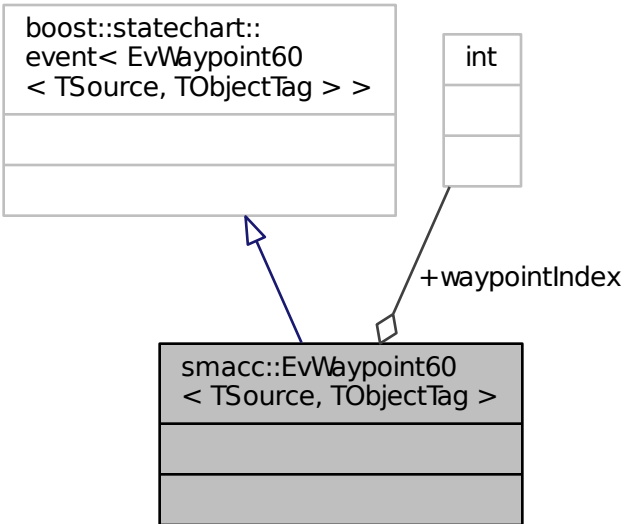 boost::statechart::
event< EvWaypoint60
< TSource, TObjectTag > >
int
+waypointIndex
smacc::EvWaypoint60
< TSource, TObjectTag >